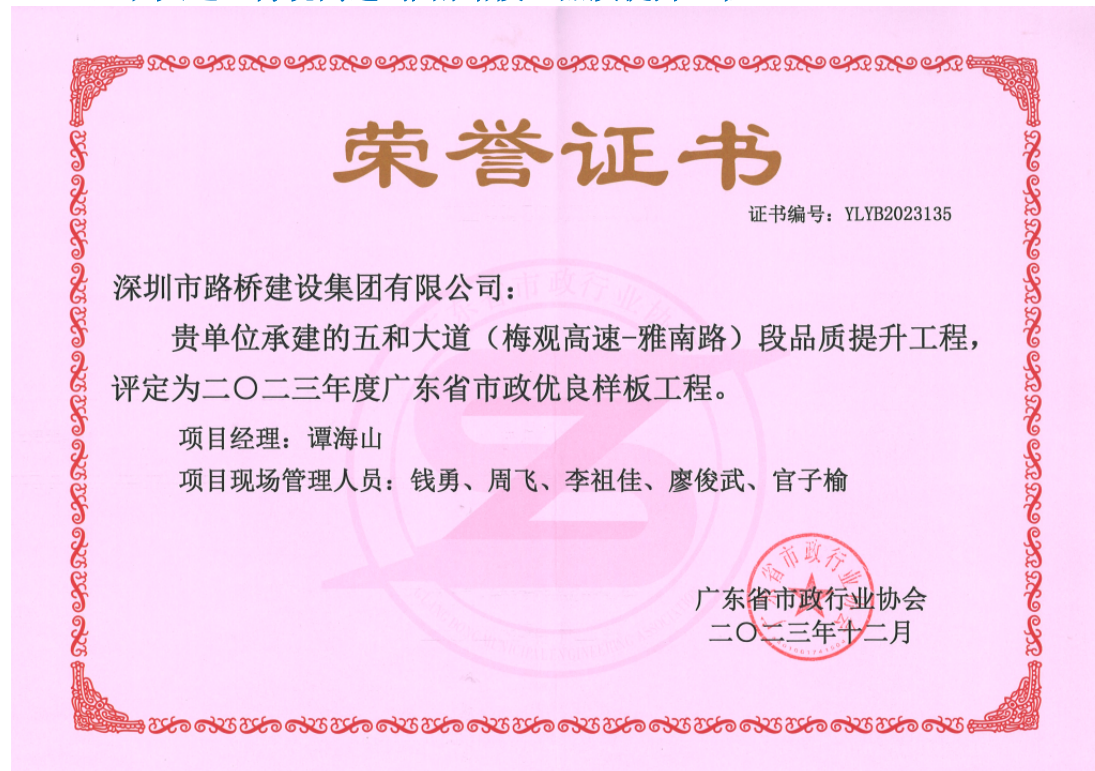 荣誉证书
证书编号：YLYB2023135
深圳市路桥建设集团有限公司：
贵单位承建的五和大道（梅观高速-雅南路）段品质提升工程，
评定为二〇二三年度广东省市政优良样板工程。
项目经理：谭海山
项目现场管理人员：钱勇、周飞、李祖佳、廖俊武、官子榆
广东省市政行业协会
二〇二三年十二月